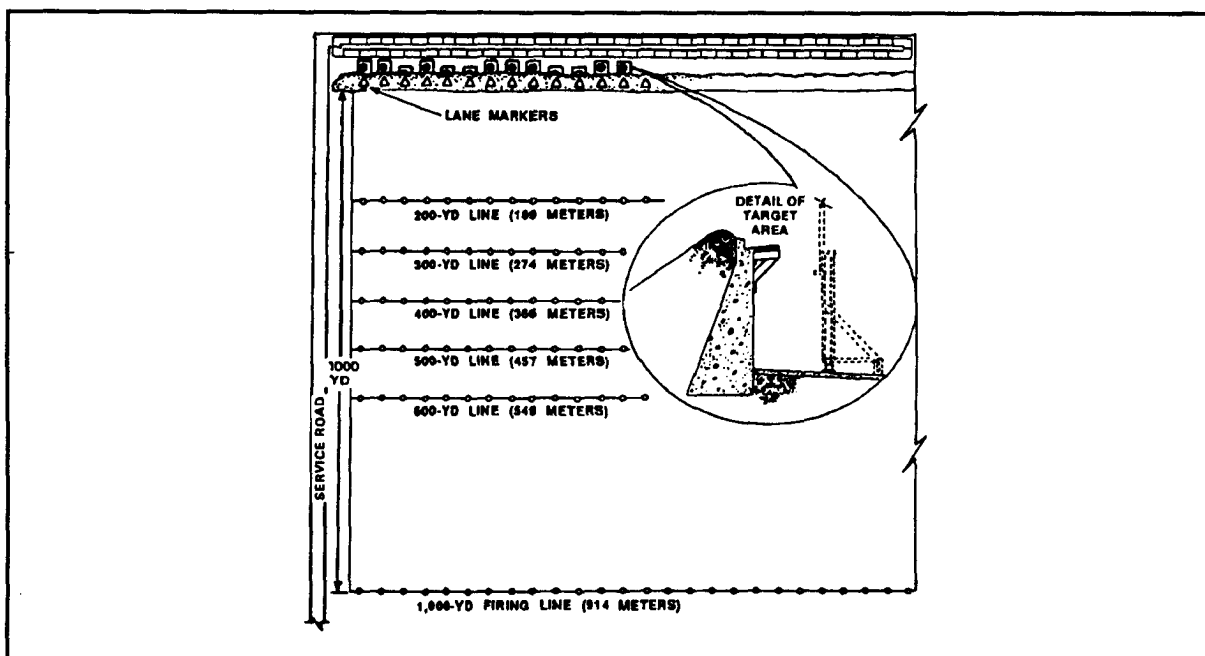 LANE MARKERS
DETAIL OF
TARGET
AREA
200-YD LINE (188 METERS)
300-YD LINE (274 METERS)
400-YD LINE (366 METERS)
500-YD LINE (457 METERS)
1000
YD
600-YD LINE (549 METERS)
SERVICE ROAD
1,000-YD FIRING LINE (914 METERS)